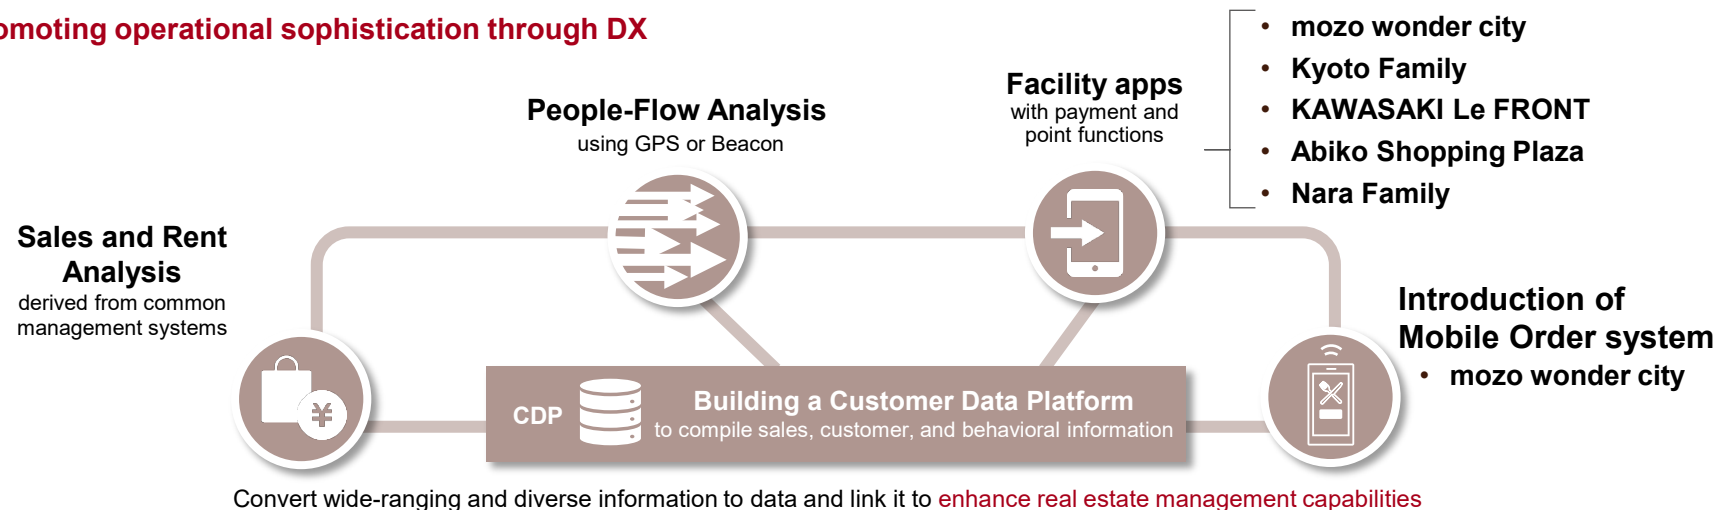 omoting operational sophistication through DX
People-Flow Analysis
using GPS or Beacon
Facility apps
with payment and
point functions
• mozo wonder city
• Kyoto Family
• KAWASAKI Le FRONT
• Abiko Shopping Plaza
• Nara Family
Sales and Rent
Analysis
derived from common
management systems
¥
Introduction of
Mobile Order system
• mozo wonder city
CDP
Building a Customer Data Platform
to compile sales, customer, and behavioral information
Convert wide-ranging and diverse information to data and link it to enhance real estate management capabilities